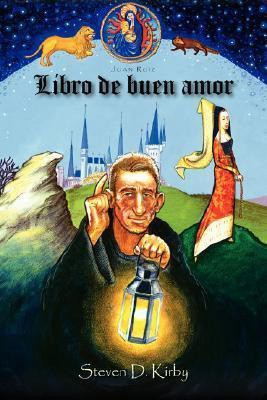 Juan Ruiz
Libro de buen amor
Steven D. Kirby